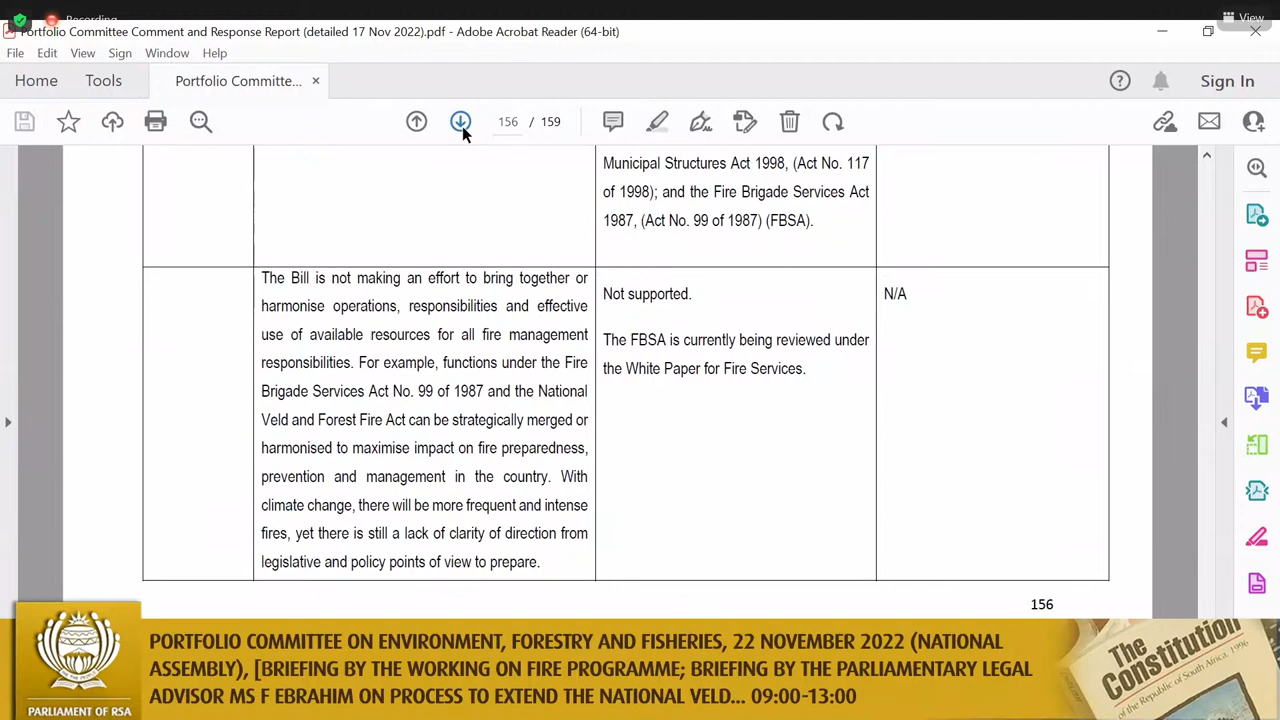 Recording
View
Portfolio Committee Comment and Response Report (detailed 17 Nov 2022).pdf - Adobe Acrobat Reader (64-bit)
File Edit View Sign Window Help
Home Tools Portfolio Committe... × Sign In
156 / 159
Municipal Structures Act 1998, (Act No. 117
of 1998); and the Fire Brigade Services Act
1987, (Act No. 99 of 1987) (FBSA).
The Bill is not making an effort to bring together or
harmonise operations, responsibilities and effective
use of available resources for all fire management
responsibilities. For example, functions under the Fire
Brigade Services Act No. 99 of 1987 and the National
Veld and Forest Fire Act can be strategically merged or
harmonised to maximise impact on fire preparedness,
prevention and management in the country. With
climate change, there will be more frequent and intense
fires, yet there is still a lack of clarity of direction from
legislative and policy points of view to prepare.
Not supported.
The FBSA is currently being reviewed under
the White Paper for Fire Services.
N/A
156
PORTFOLIO COMMITTEE ON ENVIRONMENT, FORESTRY AND FISHERIES, 22 NOVEMBER 2022 (NATIONAL
ASSEMBLY), [BRIEFING BY THE WORKING ON FIRE PROGRAMME; BRIEFING BY THE PARLIAMENTARY LEGAL
ADVISOR MS F EBRAHIM ON PROCESS TO EXTEND THE NATIONAL VELD... 09:00-13:00
PARLIAMENT OF RSA
The
Constitution
of the Republic of South Africa, 1996